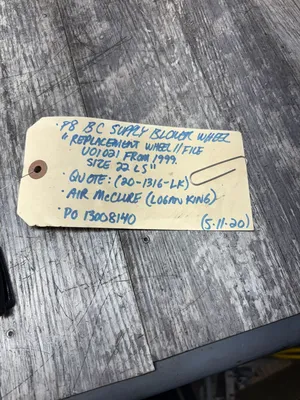 · P8 BC SUPPLY BLOWER WHEEL
" REPLACEMENT WHEEL // FILE
U01021 FROM 1999.
SIZE 22 LS"
· QUOTE: (20-1316-LK)
· AIR McCLURE (LOGAN KING)
· PO 13008140 (5-11-20)